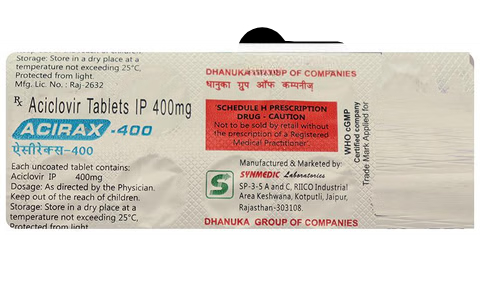 Storage: Store in a dry place at a
temperature not exceeding 25°C,
Protected from light.
Mfg. Lic. No.: Raj-2632
Rx Aciclovir Tablets IP 400mg
ACIRAX-400
ऐसीरेक्स-400
Each uncoated tablet contains:
Aciclovir IP 400mg
Dosage: As directed by the Physician.
Keep out of the reach of children.
Storage: Store in a dry place at a
temperature not exceeding 25°C,
Protected from light
DHANUKA GROUP OF COMPANIES
धानुका ग्रुप ऑफ कम्पनीज्
SCHEDULE H PRESCRIPTION
DRUG - CAUTION
Not to be sold by retail without
the prescription of a Registered
Medical Practitioner.
Manufactured & Marketed by:
SYNMEDIC Laboratories
SP-3-5 A and C, RIICO Industrial
Area Keshwana, Kotputli, Jaipur,
Rajasthan-303108.
DHANUKA GROUP OF COMPANIES
WHO cGMP
Certified company
Trade Mark Applied for